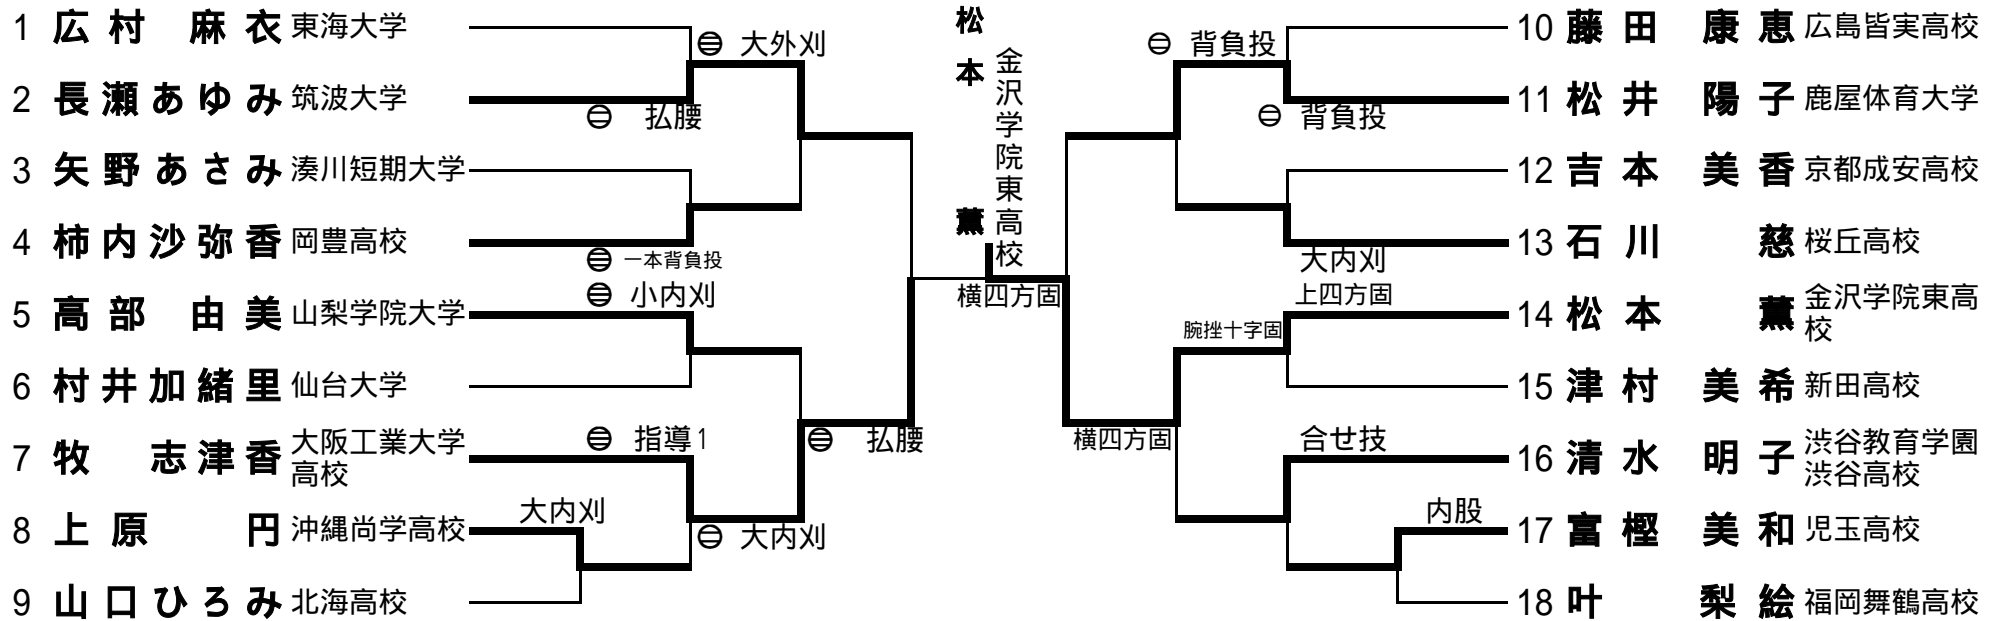 1 広村 麻衣 東海大学
2 長瀬あゆみ 筑波大学
3 矢野あさみ 湊川短期大学
4 柿内沙弥香 岡豊高校
5 高部 由美 山梨学院大学
6 村井加緒里 仙台大学
7 牧 志津香 大阪工業大学
高校
8 上原 円 沖縄尚学高校
9 山口ひろみ 北海高校
大外刈
払腰
一本背負投
小内刈
指導1
大内刈
大内刈
払腰
松本 薫
金沢学院東高校
横四方固
背負投
背負投
大内刈
上四方固
腕挫十字固
横四方固
合せ技
内股
10 藤田 康恵 広島皆実高校
11 松井 陽子 鹿屋体育大学
12 吉本 美香 京都成安高校
13 石川 慈 桜丘高校
14 松本 薫 金沢学院東高
校
15 津村 美希 新田高校
16 清水 明子 渋谷教育学園
渋谷高校
17 富樫 美和 児玉高校
18 叶 梨絵 福岡舞鶴高校